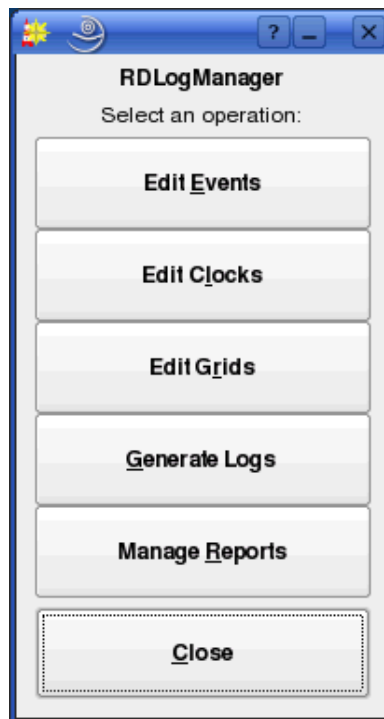 RDLogManager
Select an operation:
Edit Events
Edit Clocks
Edit Grids
Generate Logs
Manage Reports
Close